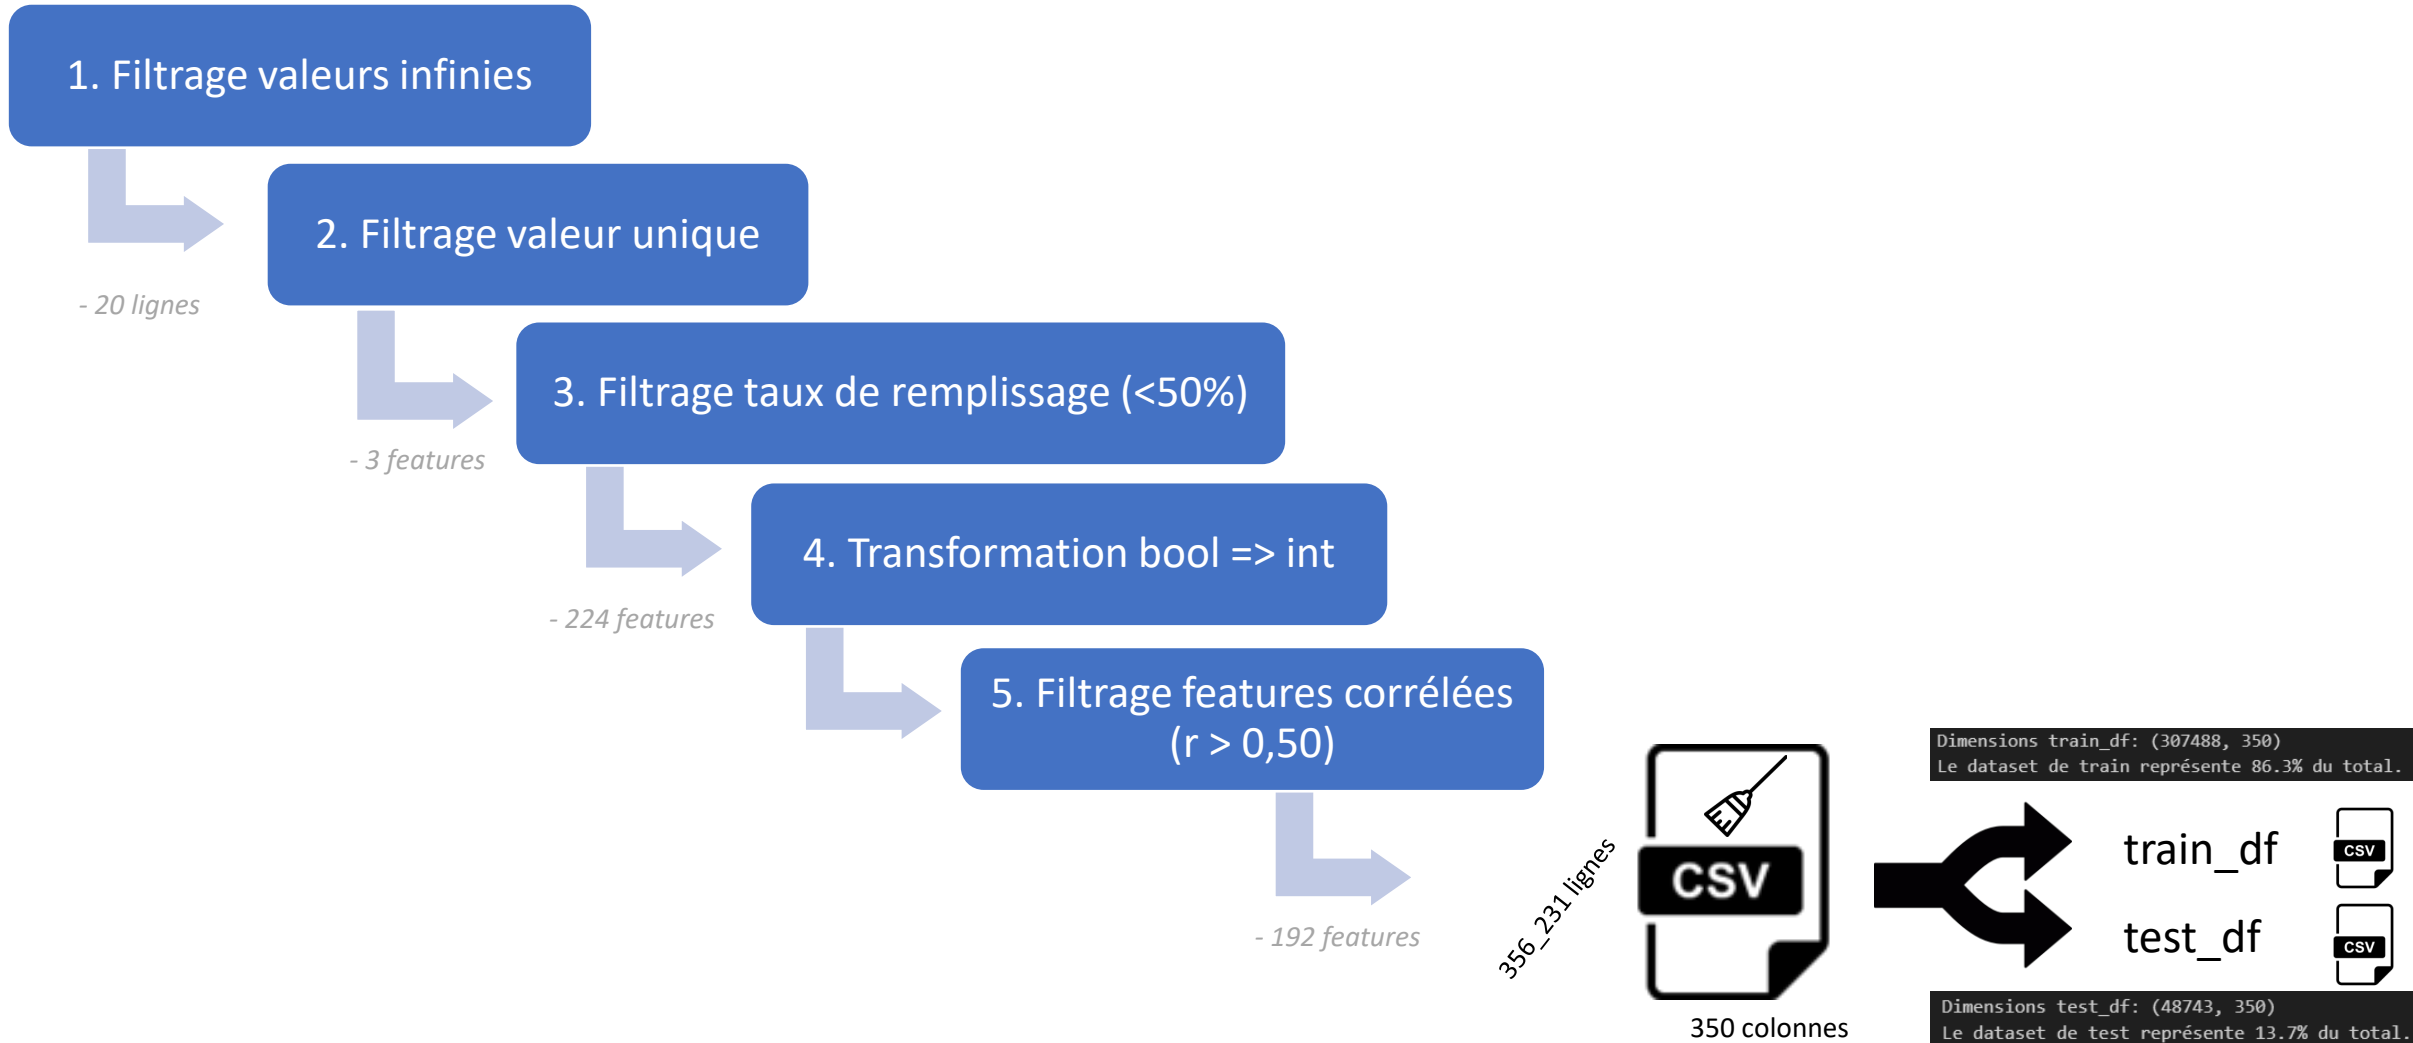 1. Filtrage valeurs infinies
- 20 lignes
2. Filtrage valeur unique
- 3 features
3. Filtrage taux de remplissage (<50%)
- 224 features
4. Transformation bool => int
5. Filtrage features corrélées
(r > 0,50)
- 192 features
356_231 lignes
CSV
350 colonnes
Dimensions train_df: (307488, 350)
Le dataset de train représente 86.3% du total.
train_df
CSV
test_df
CSV
Dimensions test_df: (48743, 350)
Le dataset de test représente 13.7% du total.